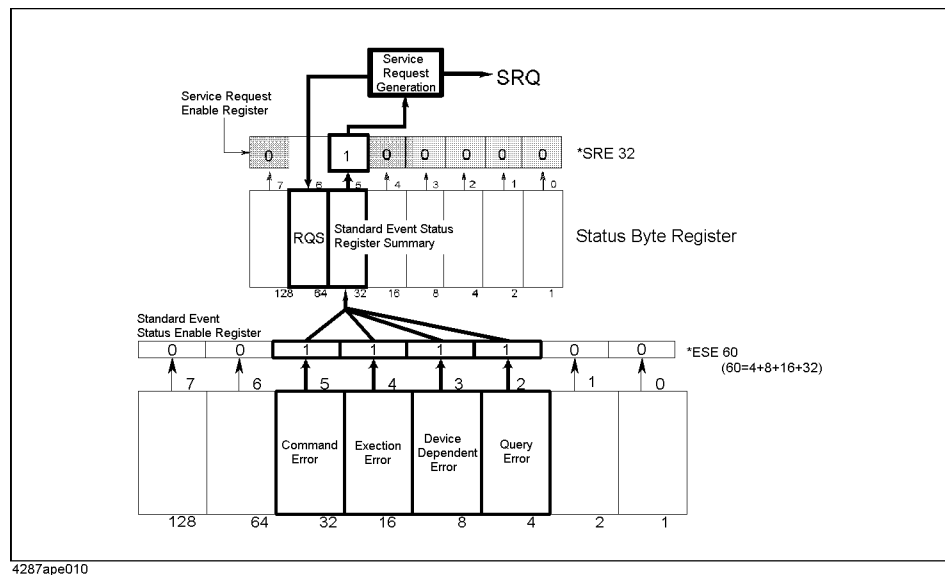 Service
Request
Generation
SRQ
Service Request
Enable Register
0 1 0 0 0 0 0
*SRE 32
7 6 5 4 3 2 1 0
RQS
Standard Event Status
Register Summary
Status Byte Register
128 64 32 16 8 4 2 1
Standard Event
Status Enable Register
0 0 1 1 1 1 0 0
*ESE 60
(60=4+8+16+32)
7 6 5 4 3 2 1 0
Command
Error
Exection
Error
Device
Dependent
Error
Query
Error
128 64 32 16 8 4 2 1
4287ape010